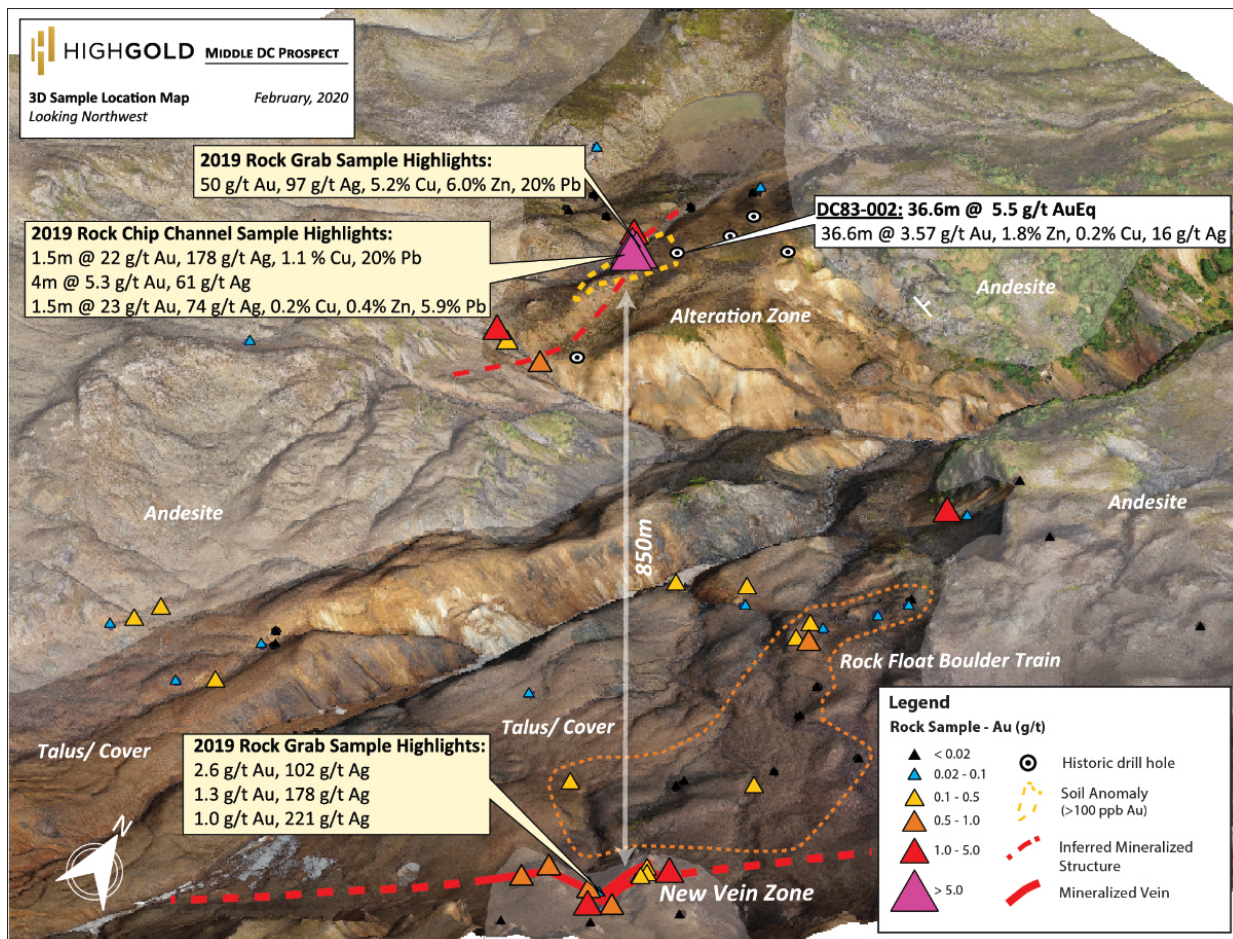 HIGHGOLD MIDDLE DC PROSPECT
3D Sample Location Map February, 2020
Looking Northwest
2019 Rock Grab Sample Highlights:
50 g/t Au, 97 g/t Ag, 5.2% Cu, 6.0% Zn, 20% Pb
DC83-002: 36.6m @ 5.5 g/t AuEq
36.6m @ 3.57 g/t Au, 1.8% Zn, 0.2% Cu, 16 g/t Ag
2019 Rock Chip Channel Sample Highlights:
1.5m @ 22 g/t Au, 178 g/t Ag, 1.1 % Cu, 20% Pb
4m @ 5.3 g/t Au, 61 g/t Ag
1.5m @ 23 g/t Au, 74 g/t Ag, 0.2% Cu, 0.4% Zn, 5.9% Pb
Andesite
Alteration Zone
Andesite
Andesite
850m
Rock Float Boulder Train
Talus/ Cover
Talus/ Cover
2019 Rock Grab Sample Highlights:
2.6 g/t Au, 102 g/t Ag
1.3 g/t Au, 178 g/t Ag
1.0 g/t Au, 221 g/t Ag
New Vein Zone
N
Legend
Rock Sample - Au (g/t)
< 0.02
0.02 - 0.1
0.1 - 0.5
0.5 - 1.0
1.0 - 5.0
> 5.0
Historic drill hole
Soil Anomaly
(>100 ppb Au)
Inferred Mineralized
Structure
Mineralized Vein